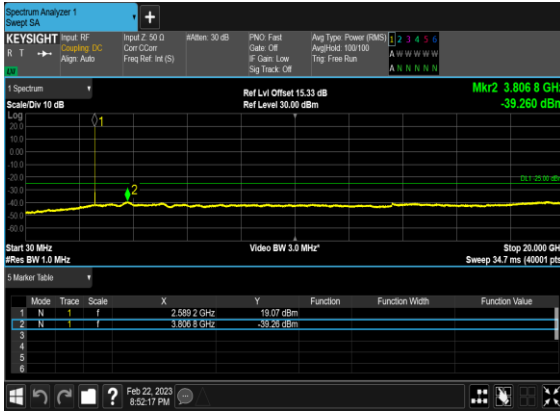 Spectrum Analyzer 1
Swept SA
+
KEYSIGHT Input: RF Input Z: 50 Ω #Atten: 30 dB PNO: Fast Avg Type: Power (RMS) 1 2 3 4 5 6
R T Coupling: DC Corr CCorr Gate: Off Avg|Hold: 100/100 A W W W W W
Align: Auto Freq Ref: Int (S) IF Gain: Low Trig: Free Run
Sig Track: Off A N N N N N
1 Spectrum
Ref Lvl Offset 15.33 dB Mkr2 3.806 8 GHz
Scale/Div 10 dB Ref Level 30.00 dBm -39.260 dBm
Log
20.0
10.0
0.00
-10.0
-20.0
-30.0
-40.0
-50.0
-60.0
1
2
DL1 -25.00 dBm
Start 30 MHz Video BW 3.0 MHz* Stop 20.000 GH
#Res BW 1.0 MHz Sweep 34.7 ms (40001 pts
5 Marker Table
Mode Trace Scale X Y Function Function Width Function Value
1 N 1 f 2.589 2 GHz 19.07 dBm
2 N 1 f 3.806 8 GHz -39.26 dBm
3
4
5
6
? Feb 22, 2023
8:52:17 PM